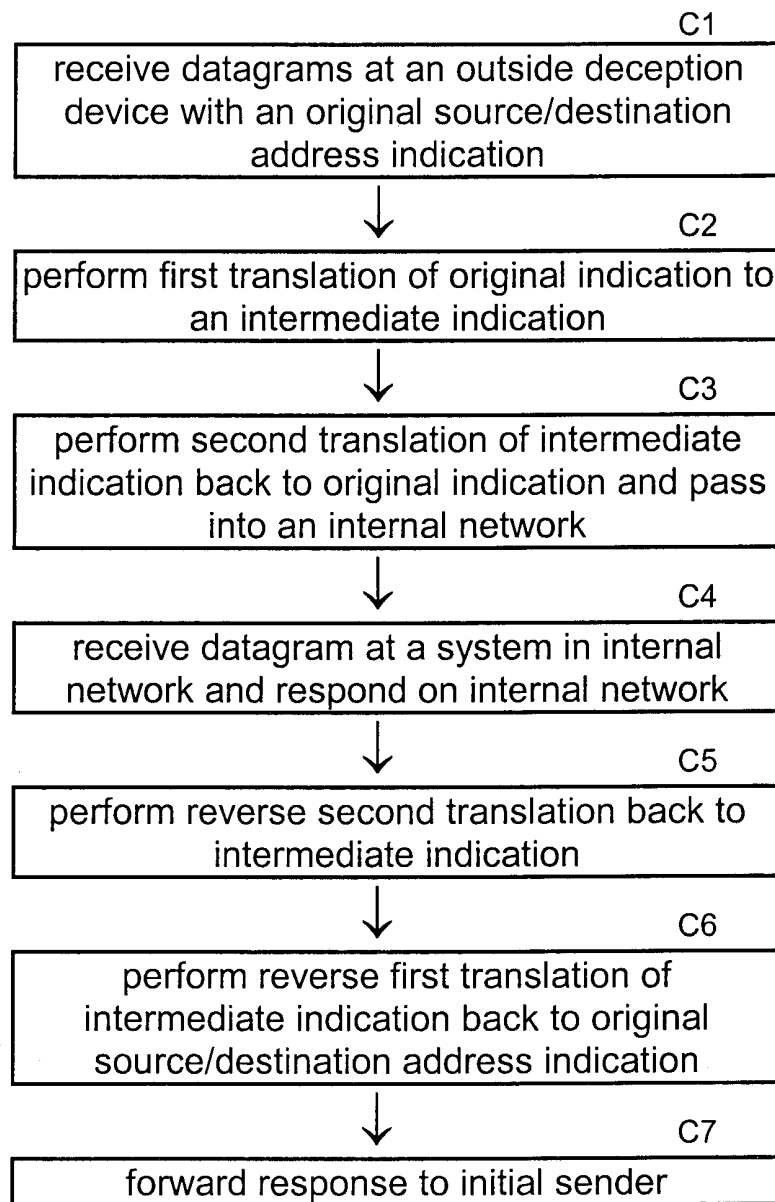 C1
receive datagrams at an outside deception
device with an original source/destination
address indication
C2
perform first translation of original indication to
an intermediate indication
C3
perform second translation of intermediate
indication back to original indication and pass
into an internal network
C4
receive datagram at a system in internal
network and respond on internal network
C5
perform reverse second translation back to
intermediate indication
C6
perform reverse first translation of
intermediate indication back to original
source/destination address indication
C7
forward response to initial sender